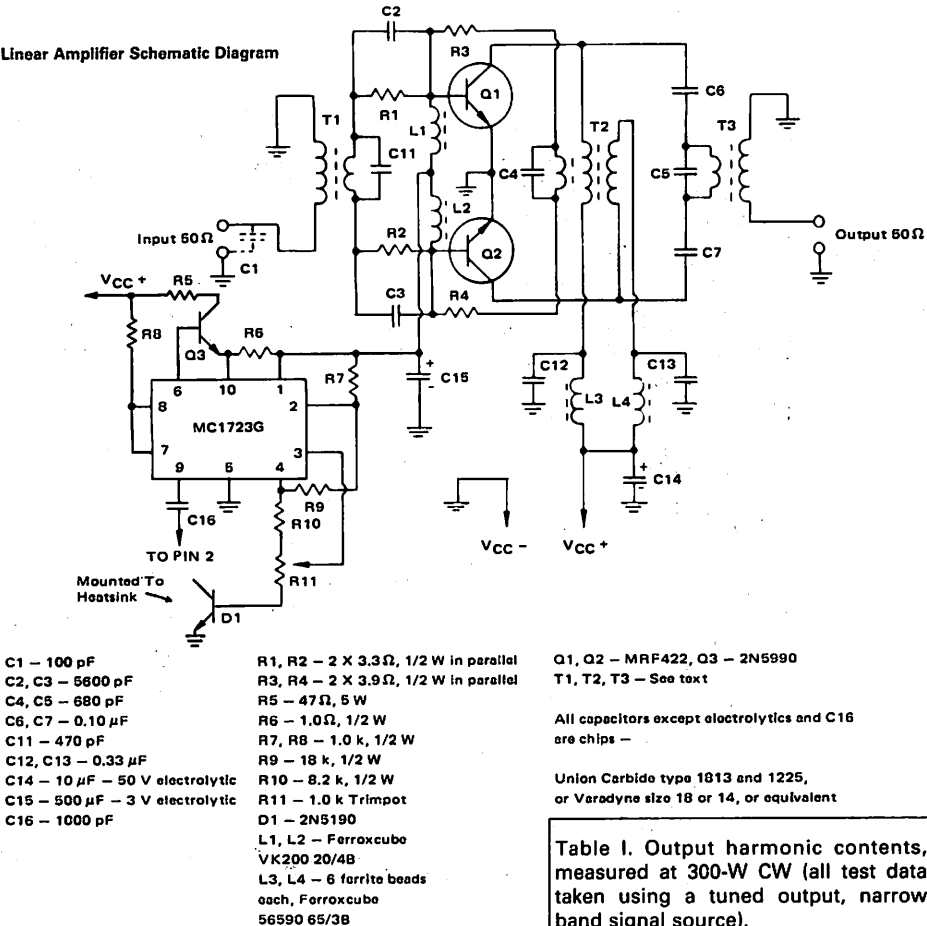 Linear Amplifier Schematic Diagram
C2
R3
Q1
R1
T1
L1
C11
C4
T2
C6
T3
C5
L2
R2
Q2
C7
Input 50Ω
C1
Output 50Ω
C3
R4
VCC +
R5
R8
Q3
R6
R7
C15
C12
C13
L3
L4
C14
6
10
1
8
2
MC1723G
7
3
9
5
4
R9
C16
R10
TO PIN 2
R11
VCC –
VCC +
Mounted To
Heatsink
D1
C1 – 100 pF
C2, C3 – 5600 pF
C4, C5 – 680 pF
C6, C7 – 0.10 μF
C11 – 470 pF
C12, C13 – 0.33 μF
C14 – 10 μF – 50 V electrolytic
C15 – 500 μF – 3 V electrolytic
C16 – 1000 pF
R1, R2 – 2 X 3.3Ω, 1/2 W in parallel
R3, R4 – 2 X 3.9Ω, 1/2 W in parallel
R5 – 47Ω, 5 W
R6 – 1.0Ω, 1/2 W
R7, R8 – 1.0 k, 1/2 W
R9 – 18 k, 1/2 W
R10 – 8.2 k, 1/2 W
R11 – 1.0 k Trimpot
D1 – 2N5190
L1, L2 – Ferroxcube
VK200 20/4B
L3, L4 – 6 ferrite beads
each, Ferroxcube
56590 65/3B
Q1, Q2 – MRF422, Q3 – 2N5990
T1, T2, T3 – See text
All capacitors except electrolytics and C16
are chips –
Union Carbide type 1813 and 1225,
or Varadyne size 18 or 14, or equivalent
Table I. Output harmonic contents,
measured at 300-W CW (all test data
taken using a tuned output, narrow
band signal source).